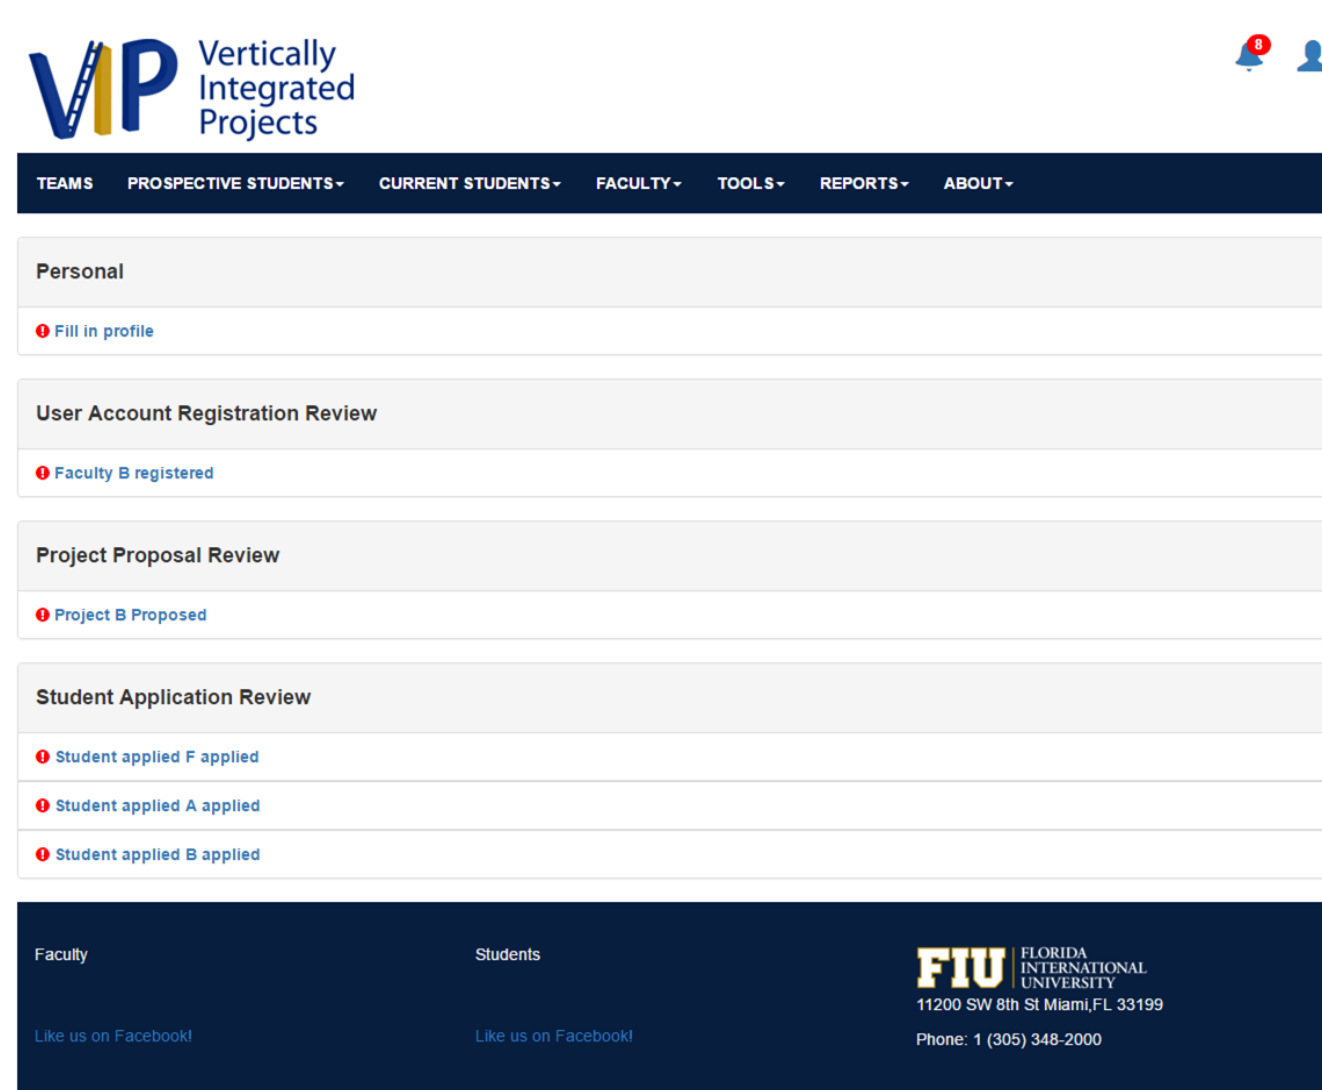 VIP Vertically
Integrated
Projects
8
TEAMS PROSPECTIVE STUDENTS CURRENT STUDENTS FACULTY TOOLS REPORTS ABOUT
Personal
Fill in profile
User Account Registration Review
Faculty B registered
Project Proposal Review
Project B Proposed
Student Application Review
Student applied F applied
Student applied A applied
Student applied B applied
Faculty Students FIU FLORIDA
INTERNATIONAL
UNIVERSITY
11200 SW 8th St Miami,FL 33199
Like us on Facebook! Like us on Facebook! Phone: 1 (305) 348-2000